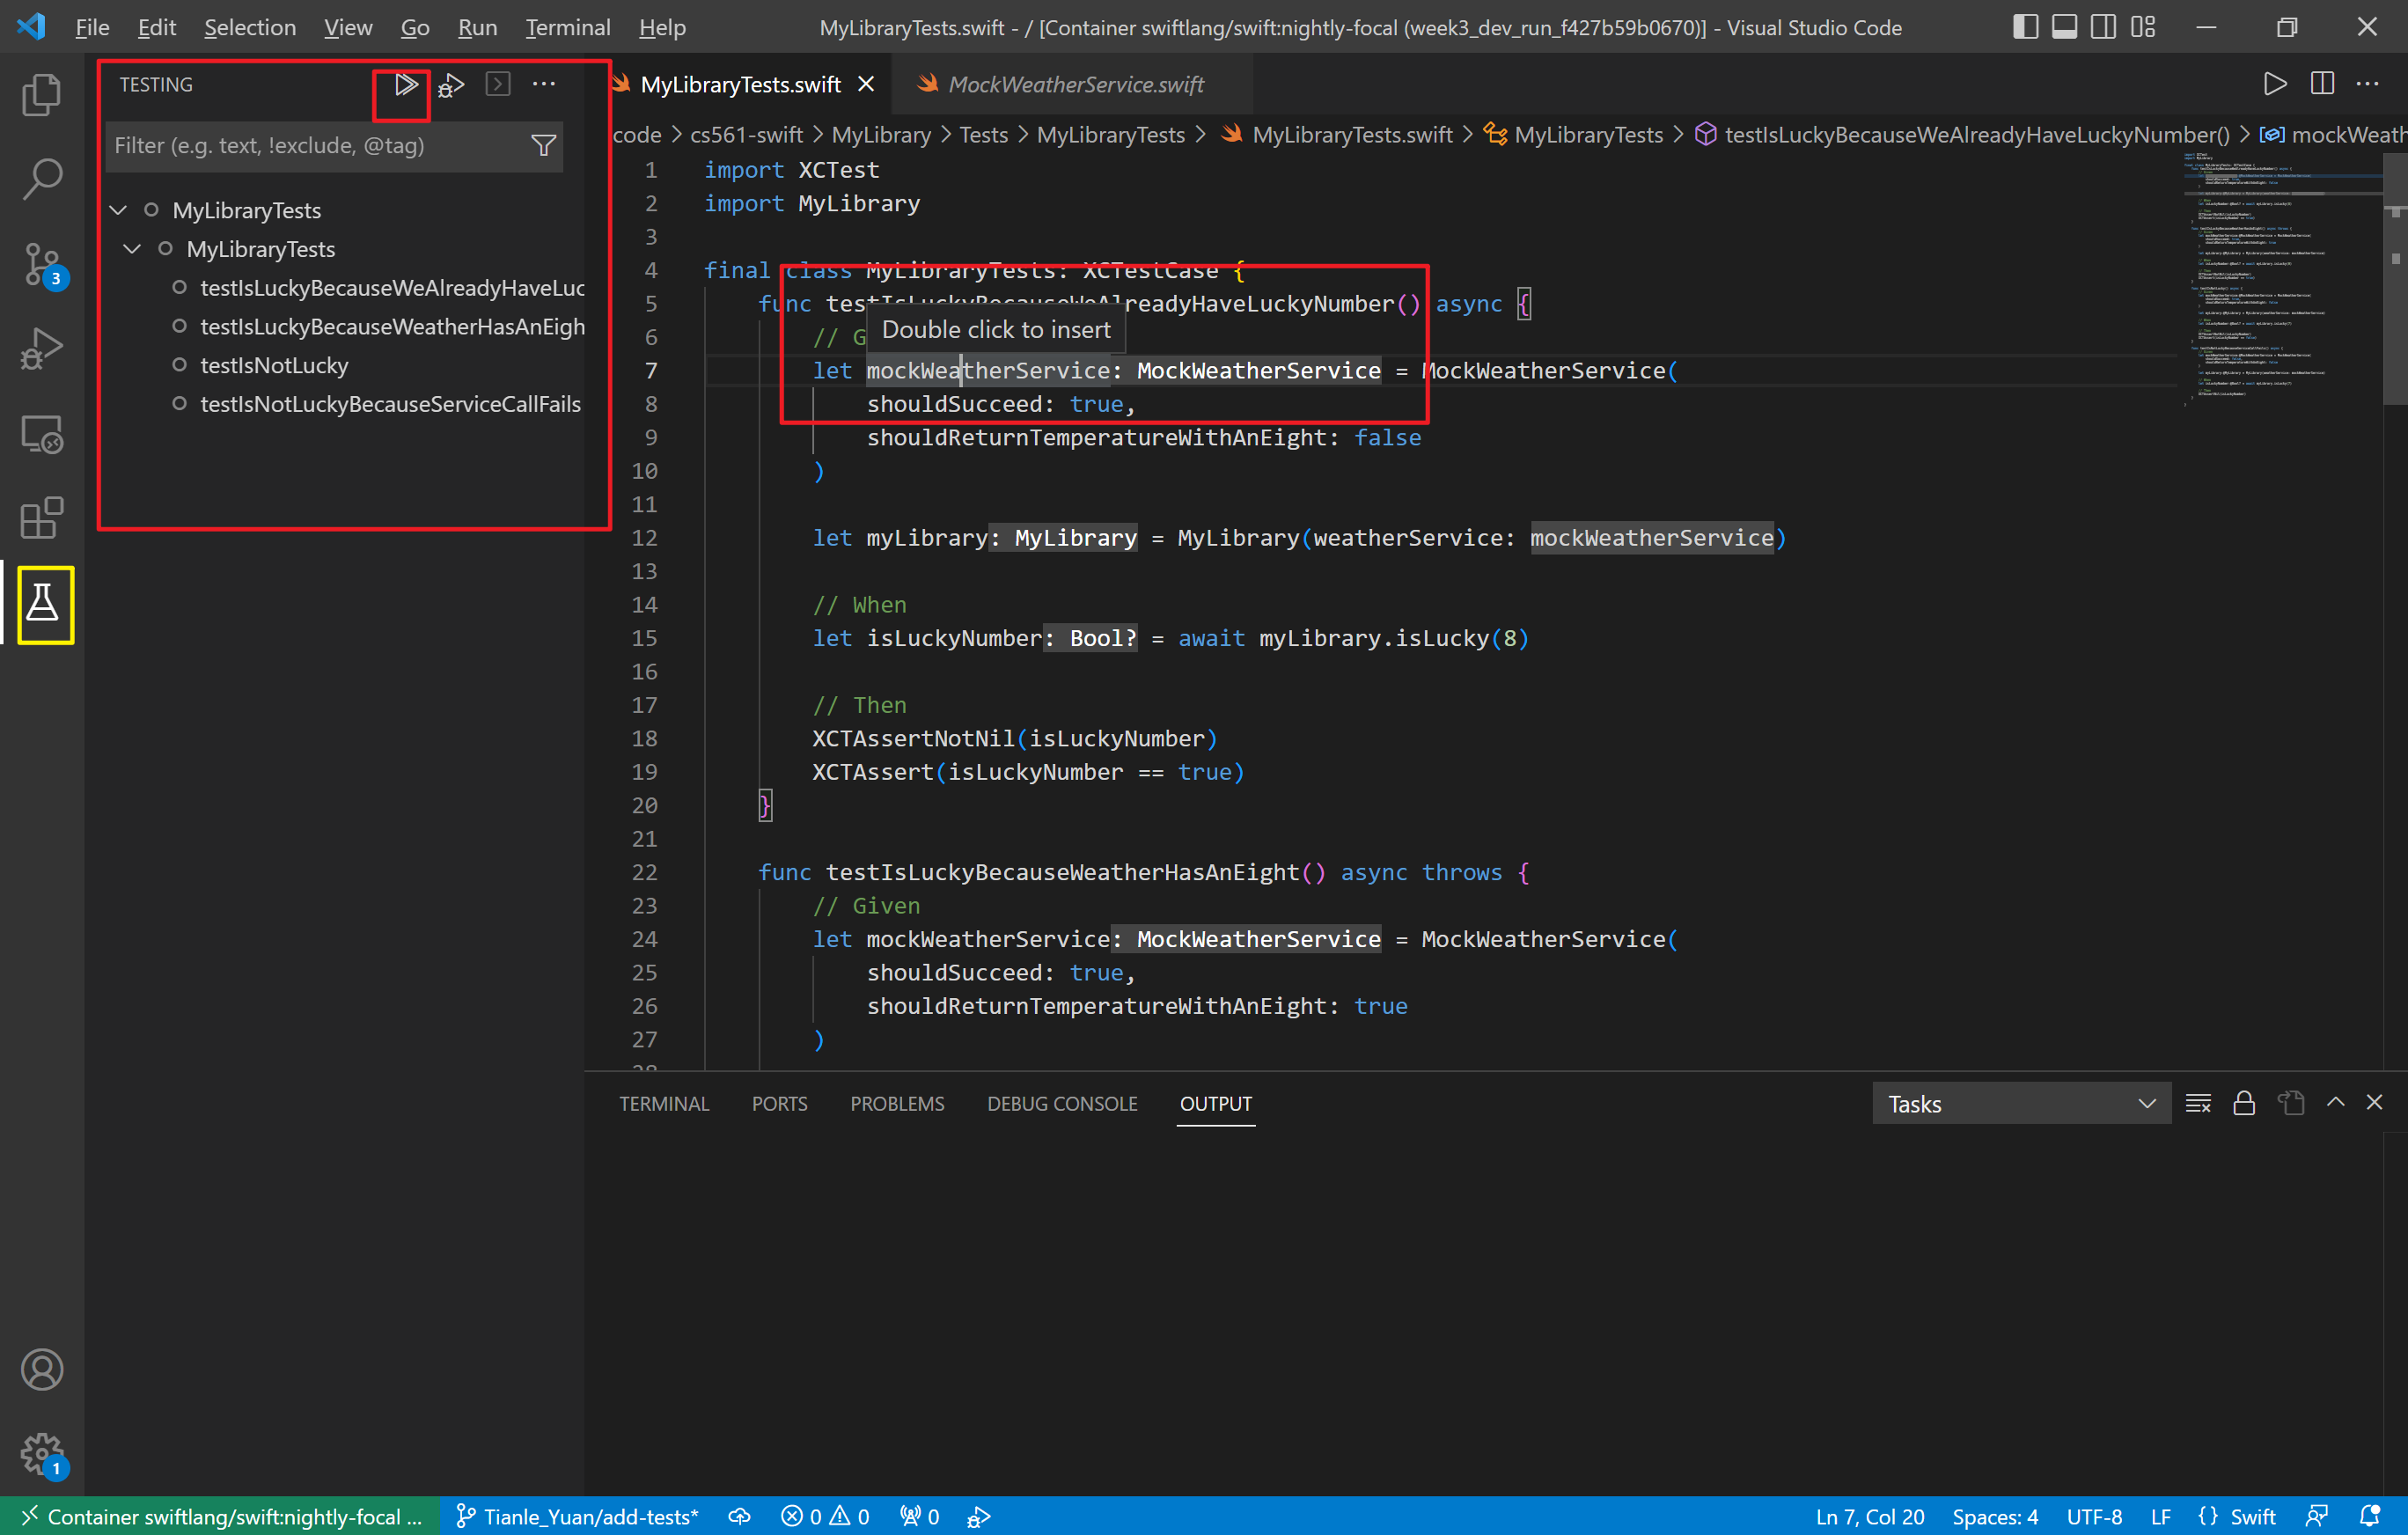 File Edit Selection View Go Run Terminal Help MyLibraryTests.swift - / [Container swiftlang/swift:nightly-focal (week3_dev_run_f427b59b0670)] - Visual Studio Code
TESTING
Filter (e.g. text, !exclude, @tag)
MyLibraryTests
MyLibraryTests
testIsLuckyBecauseWeAlreadyHaveLuc
testIsLuckyBecauseWeatherHasAnEigh
testIsNotLucky
testIsNotLuckyBecauseServiceCallFails
3
1
MyLibraryTests.swift MockWeatherService.swift
code > cs561-swift > MyLibrary > Tests > MyLibraryTests > MyLibraryTests.swift > MyLibraryTests > testIsLuckyBecauseWeAlreadyHaveLuckyNumber() > mockWeath
1 import XCTest
2 import MyLibrary
3
4 final class MyLibraryTests: XCTestCase {
5 func testIsLuckyBecauseWeAlreadyHaveLuckyNumber() async {
Double click to insert
6 // G
7 let mockWeatherService: MockWeatherService = MockWeatherService(
8 shouldSucceed: true,
9 shouldReturnTemperatureWithAnEight: false
10 )
11
12 let myLibrary: MyLibrary = MyLibrary(weatherService: mockWeatherService)
13
14 // When
15 let isLuckyNumber: Bool? = await myLibrary.isLucky(8)
16
17 // Then
18 XCTAssertNotNil(isLuckyNumber)
19 XCTAssert(isLuckyNumber == true)
20 }
21
22 func testIsLuckyBecauseWeatherHasAnEight() async throws {
23 // Given
24 let mockWeatherService: MockWeatherService = MockWeatherService(
25 shouldSucceed: true,
26 shouldReturnTemperatureWithAnEight: true
27 )
28
TERMINAL PORTS PROBLEMS DEBUG CONSOLE OUTPUT Tasks
Container swiftlang/swift:nightly-focal ... Tianle_Yuan/add-tests* 0 0 0 Ln 7, Col 20 Spaces: 4 UTF-8 LF {} Swift